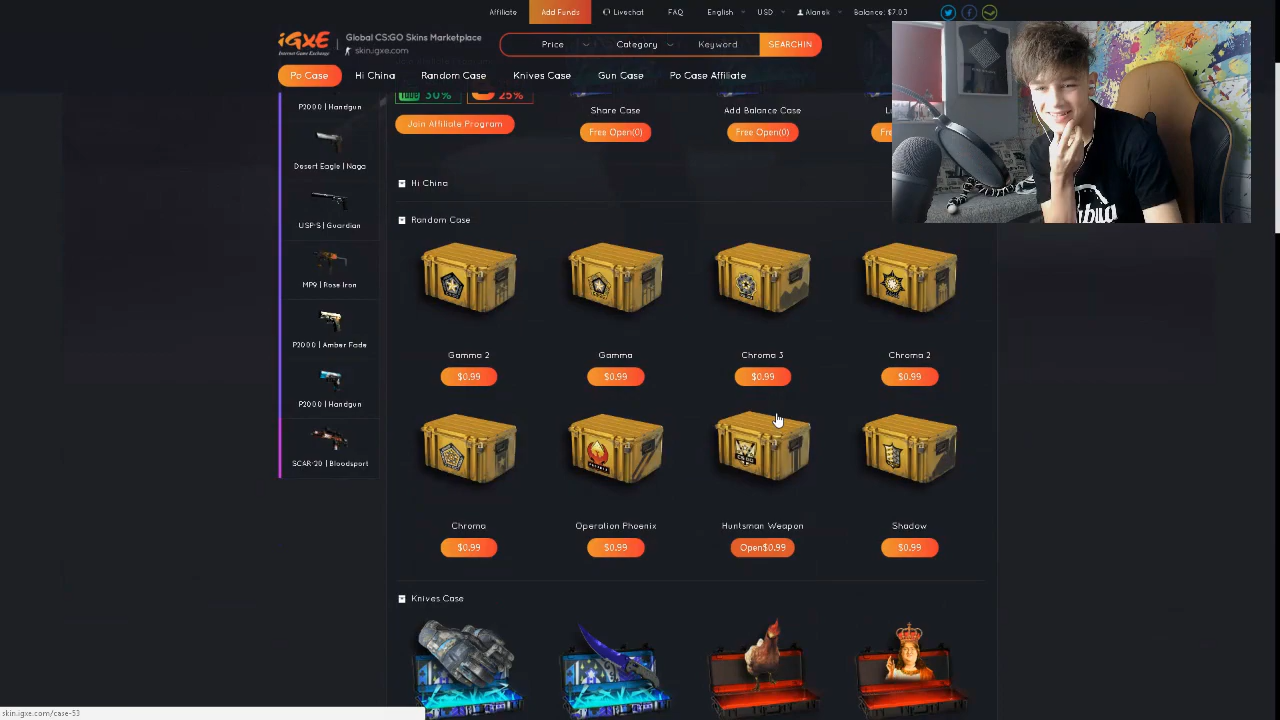 Affiliate
Add Funds
Livechat
FAQ
English
USD
Alanek
Balance: $7.03
iGXE
Internet Game Exchange
Global CS:GO Skins Marketplace
skin.igxe.com
Price
Category
Keyword
SEARCHIN
Po Case
Hi China
Random Case
Knives Case
Gun Case
Po Case Affiliate
P2000 | Handgun
Desert Eagle | Naga
USP-S | Guardian
MP9 | Rose Iron
P2000 | Amber Fade
P2000 | Handgun
SCAR-20 | Bloodsport
30%
25%
Join Affiliate Program
Share Case
Add Balance Case
Free Open(0)
Free Open(0)
Hi China
Random Case
Gamma 2
Gamma
Chroma 3
Chroma 2
$0.99
$0.99
$0.99
$0.99
Chroma
Operation Phoenix
Huntsman Weapon
Shadow
$0.99
$0.99
Open$0.99
$0.99
Knives Case
skin.igxe.com/case-53